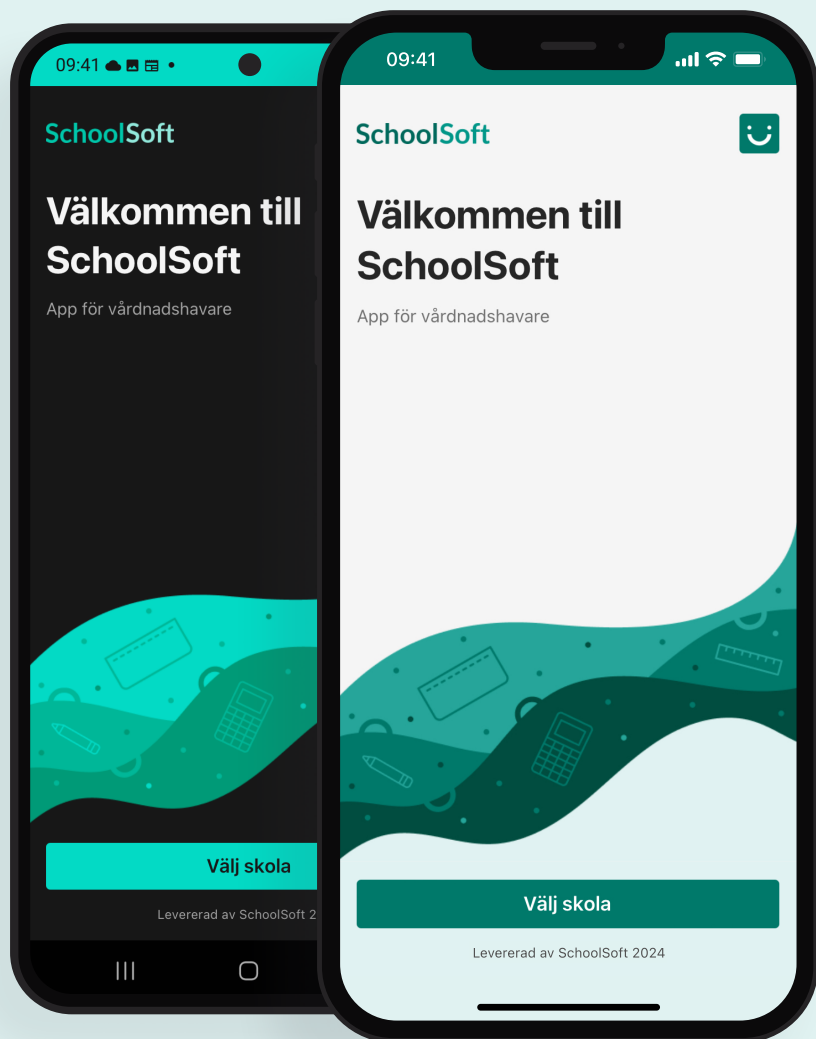 09:41
SchoolSoft
Välkommen till
SchoolSoft
App för vårdnadshavare
Välj skola
Levererad av SchoolSoft 2
09:41
SchoolSoft
Välkommen till
SchoolSoft
App för vårdnadshavare
Välj skola
Levererad av SchoolSoft 2024